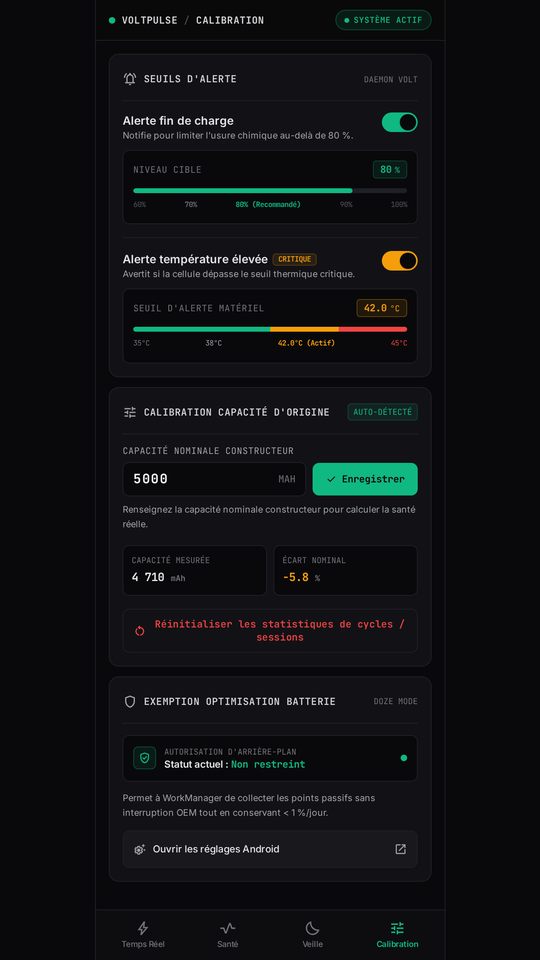 VOLTPULSE / CALIBRATION
SYSTÈME ACTIF
SEUILS D'ALERTE
DAEMON VOLT
Alerte fin de charge
Notifie pour limiter l'usure chimique au-delà de 80 %.
NIVEAU CIBLE
80 %
60% 70% 80% (Recommandé) 90% 100%
Alerte température élevée CRITIQUE
Avertit si la cellule dépasse le seuil thermique critique.
SEUIL D'ALERTE MATÉRIEL
42.0 °C
35°C 38°C 42.0°C (Actif) 45°C
CALIBRATION CAPACITÉ D'ORIGINE
AUTO-DÉTECTÉ
CAPACITÉ NOMINALE CONSTRUCTEUR
5000 MAH
Enregistrer
Renseignez la capacité nominale constructeur pour calculer la santé
réelle.
CAPACITÉ MESURÉE
4 710 mAh
ÉCART NOMINAL
-5.8 %
Réinitialiser les statistiques de cycles /
sessions
EXEMPTION OPTIMISATION BATTERIE
DOZE MODE
AUTORISATION D'ARRIÈRE-PLAN
Statut actuel : Non restreint
Permet à WorkManager de collecter les points passifs sans
interruption OEM tout en conservant < 1 %/jour.
Ouvrir les réglages Android
Temps Réel
Santé
Veille
Calibration